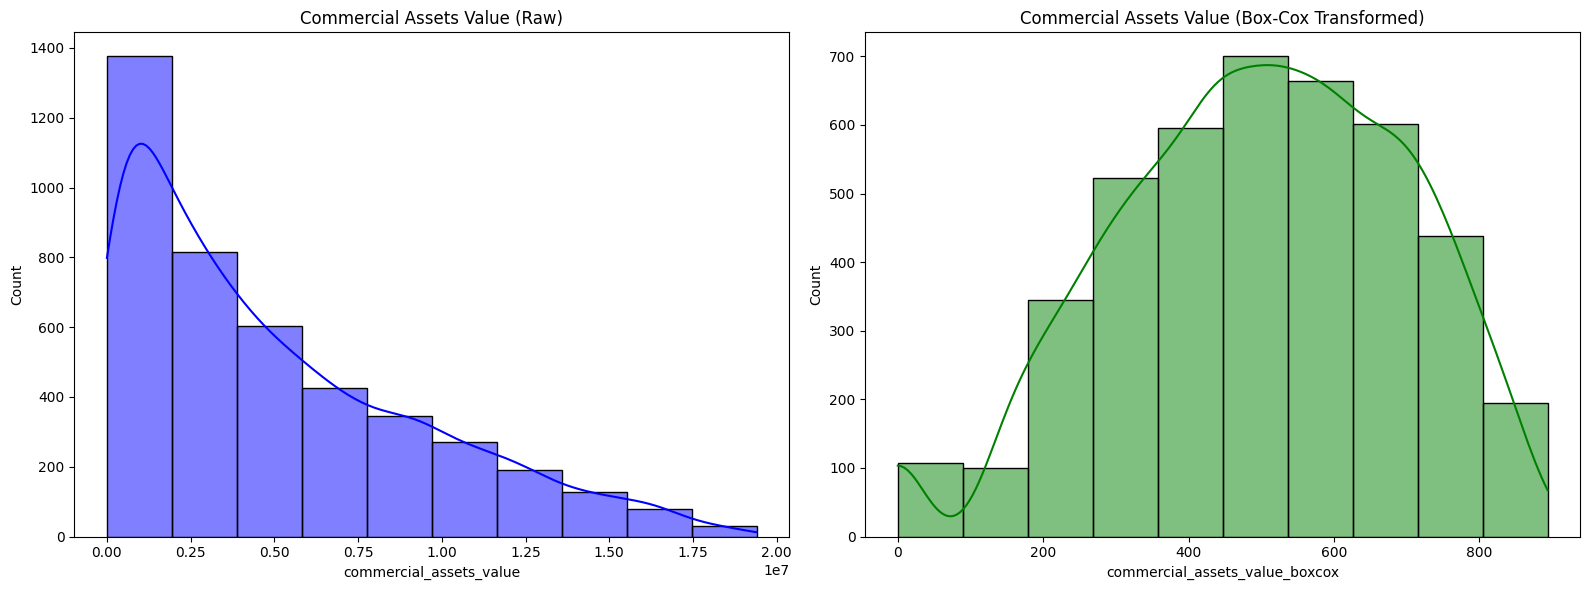 Commercial Assets Value (Raw)
1400
1200
1000
800
600
400
200
0
Count
0.00 0.25 0.50 0.75 1.00 1.25 1.50 1.75 2.00
1e7
commercial_assets_value
Commercial Assets Value (Box-Cox Transformed)
700
600
500
400
300
200
100
0
Count
0 200 400 600 800
commercial_assets_value_boxcox